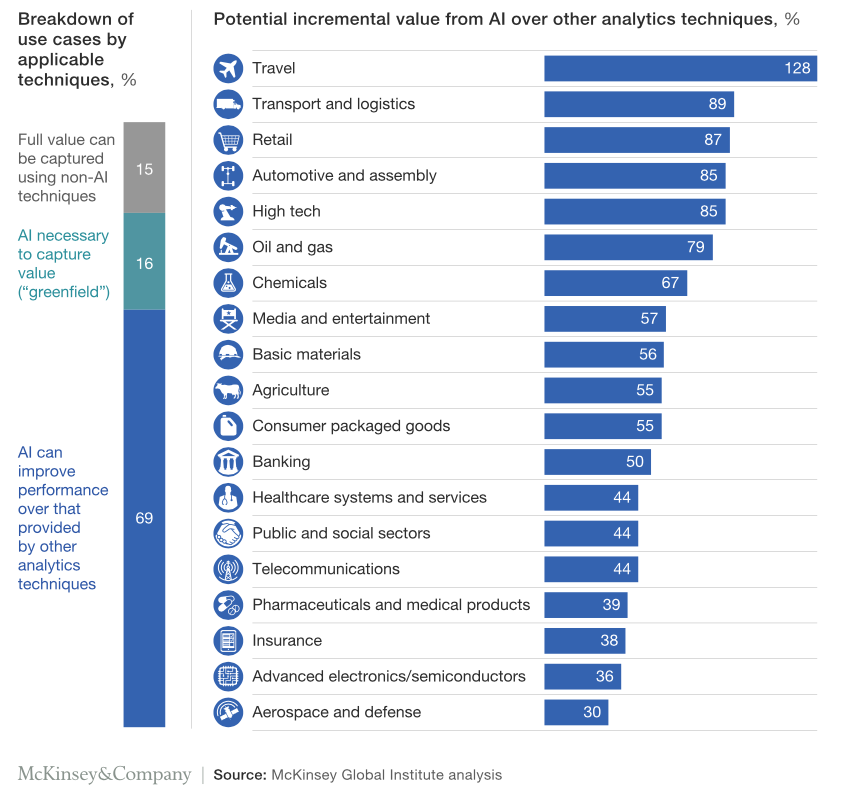 Breakdown of
use cases by
applicable
techniques, %
Full value can
be captured
using non-AI
techniques
15
AI necessary
to capture
value
(“greenfield”)
16
AI can
improve
performance
over that
provided
by other
analytics
techniques
69
Potential incremental value from AI over other analytics techniques, %
Travel 128
Transport and logistics 89
Retail 87
Automotive and assembly 85
High tech 85
Oil and gas 79
Chemicals 67
Media and entertainment 57
Basic materials 56
Agriculture 55
Consumer packaged goods 55
Banking 50
Healthcare systems and services 44
Public and social sectors 44
Telecommunications 44
Pharmaceuticals and medical products 39
Insurance 38
Advanced electronics/semiconductors 36
Aerospace and defense 30
McKinsey&Company | Source: McKinsey Global Institute analysis